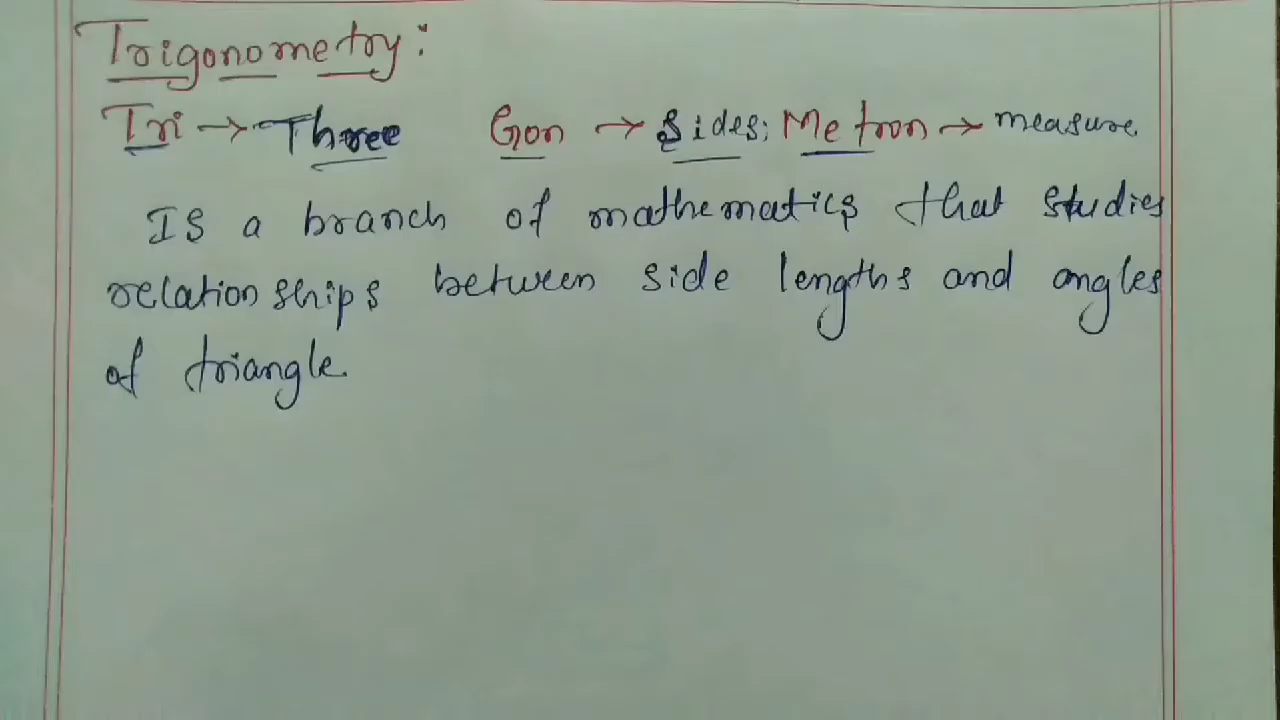 Trigonometry:
Tri → Three Gon → Sides; Metron → measure
Is a branch of mathematics that studies
relationships between side lengths and angles
of triangle.